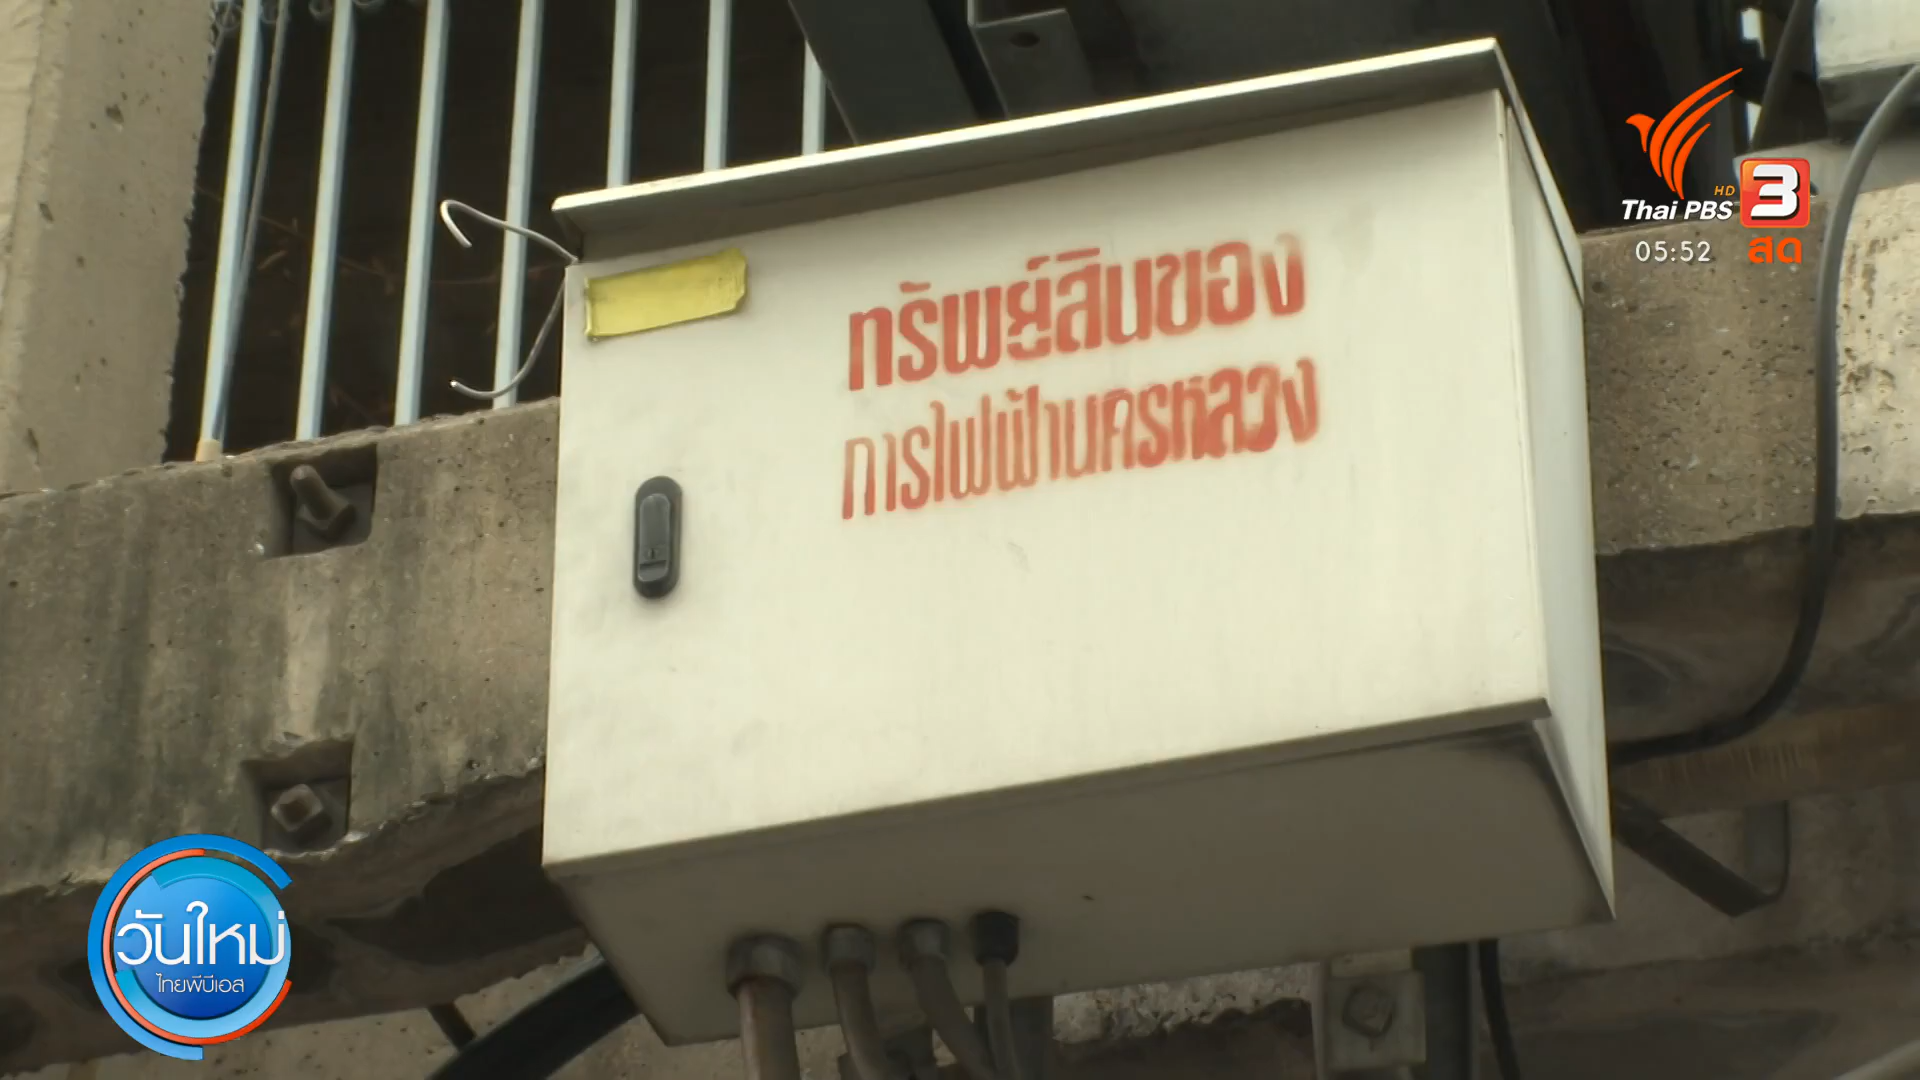 ทรัพย์สินของ
การไฟฟ้านครหลวง
HD
Thai PBS 3
05:52 สด
วันใหม่
ไทยพีบีเอส